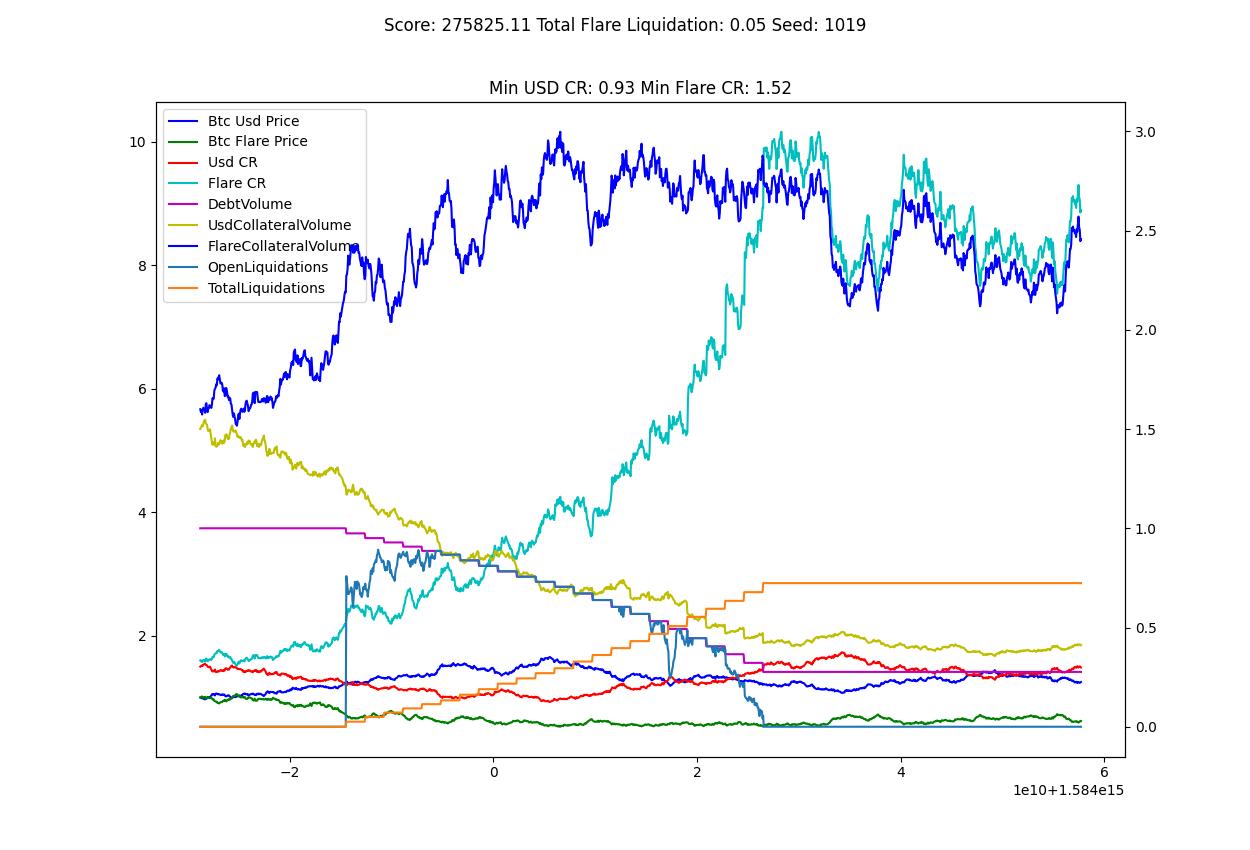 Score: 275825.11 Total Flare Liquidation: 0.05 Seed: 1019
Min USD CR: 0.93 Min Flare CR: 1.52
Btc Usd Price
Btc Flare Price
Usd CR
Flare CR
DebtVolume
UsdCollateralVolume
FlareCollateralVolume
OpenLiquidations
TotalLiquidations
10
8
6
4
2
3.0
2.5
2.0
1.5
1.0
0.5
0.0
−2
0
2
4
6
1e10+1.584e15